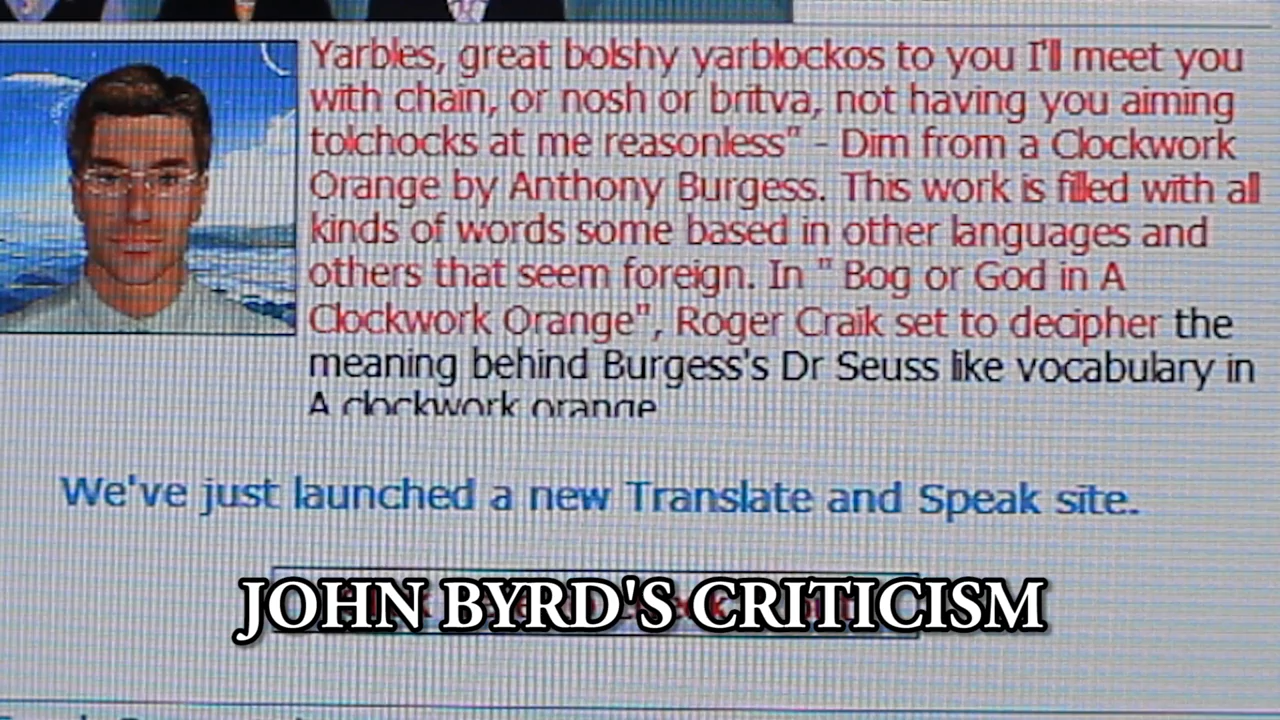 Yarbles, great bolshy yarblockos to you I'll meet you
with chain, or nosh or britva, not having you aiming
tolchocks at me reasonless" - Dim from a Clockwork
Orange by Anthony Burgess. This work is filled with all
kinds of words some based in other languages and
others that seem foreign. In " Bog or God in A
Clockwork Orange", Roger Craik set to decipher the
meaning behind Burgess's Dr Seuss like vocabulary in
A clockwork orange
We've just launched a new Translate and Speak site.
JOHN BYRD'S CRITICISM